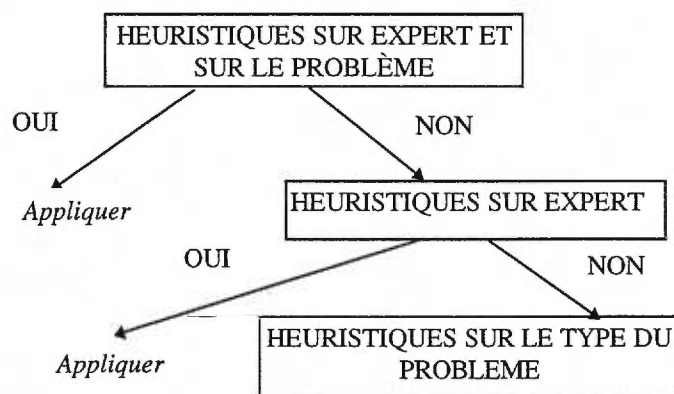 HEURISTIQUES SUR EXPERT ET
SUR LE PROBLÈME
OUI
NON
Appliquer
HEURISTIQUES SUR EXPERT
OUI
NON
Appliquer
HEURISTIQUES SUR LE TYPE DU
PROBLEME